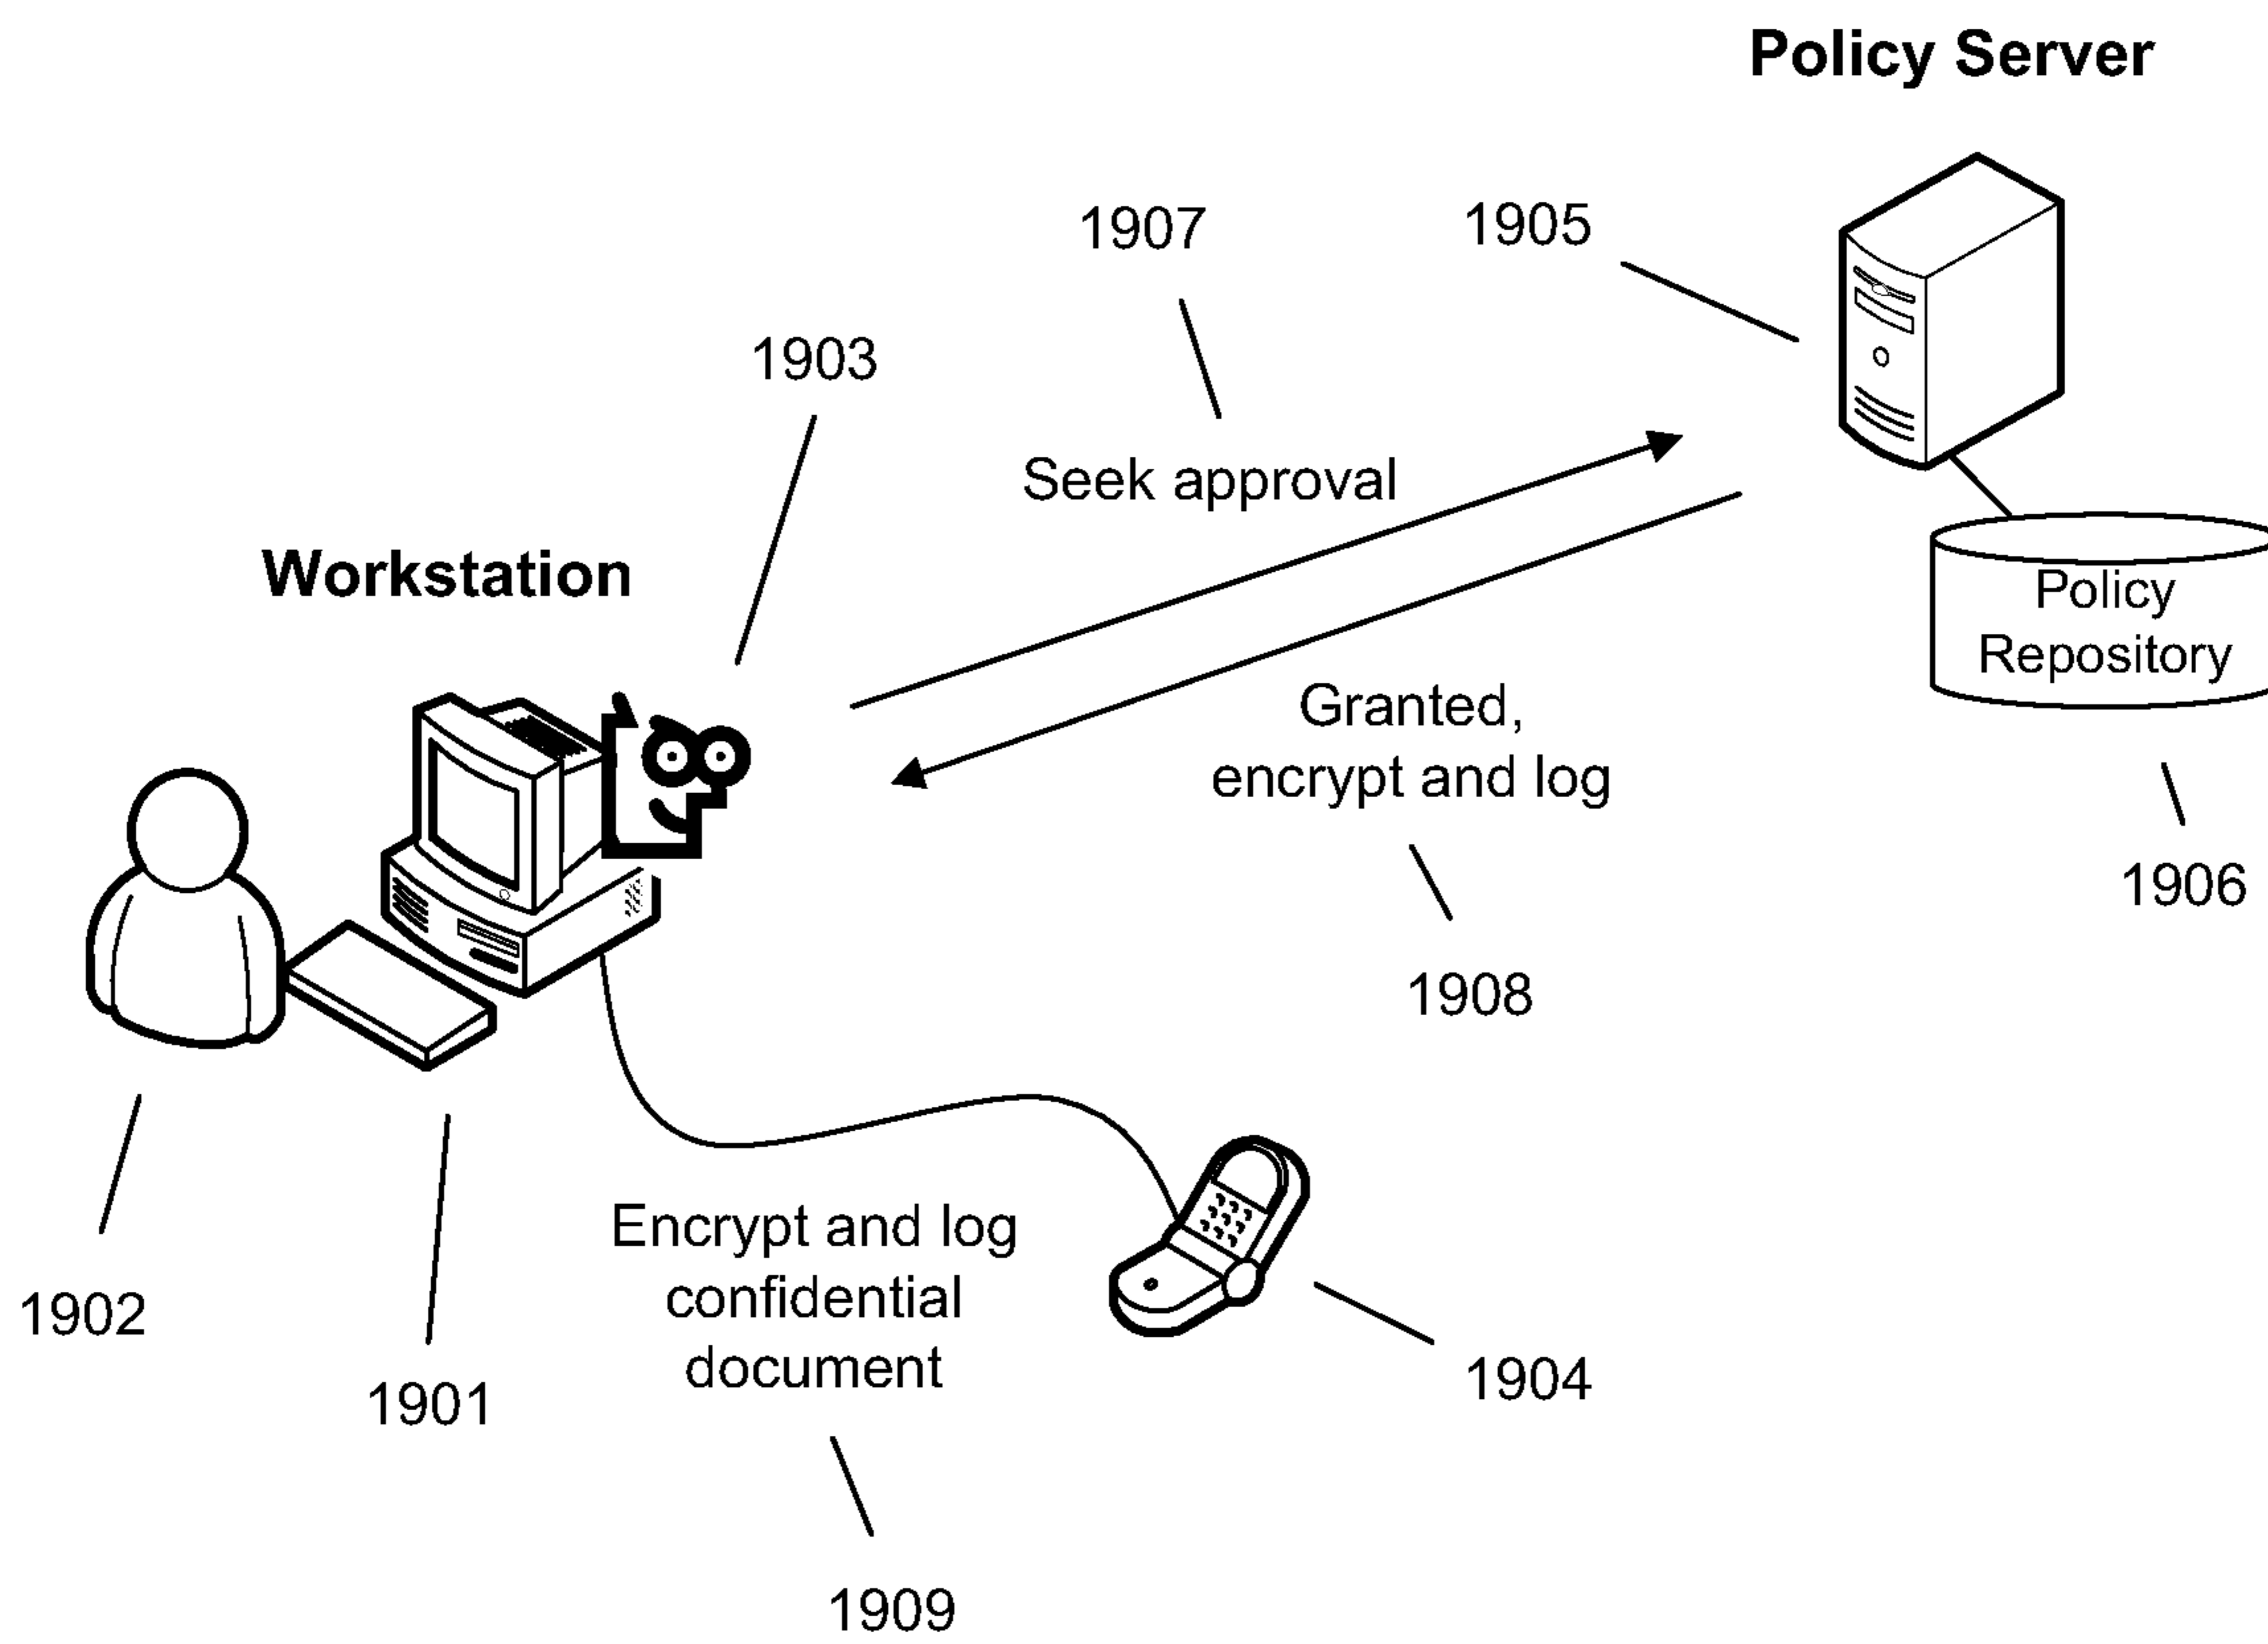 Policy Server
1907
1905
1903
Seek approval
Workstation
Policy
Repository
Granted,
encrypt and log
1906
1908
Encrypt and log
confidential
document
1902
1901
1904
1909